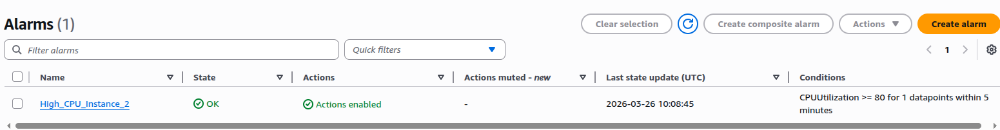 Alarms (1)
Clear selection
Create composite alarm
Actions
Create alarm
Filter alarms
Quick filters
1
Name
State
Actions
Actions muted - new
Last state update (UTC)
Conditions
High_CPU_Instance_2
OK
Actions enabled
-
2026-03-26 10:08:45
CPUUtilization >= 80 for 1 datapoints within 5
minutes